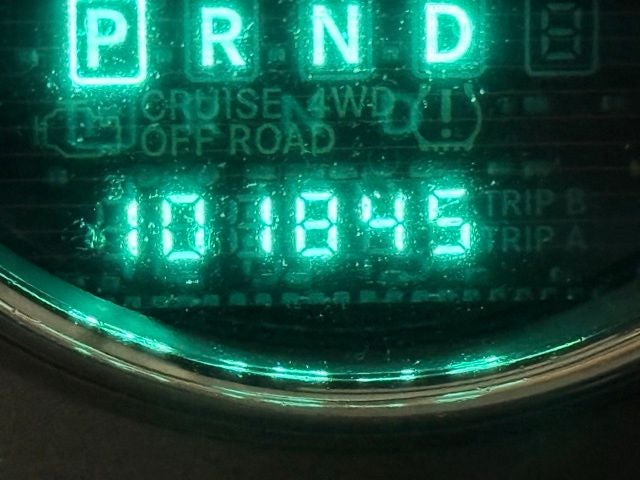 P R N D
CRUISE 4WD
OFF ROAD
101845
TRIP B
TRIP A